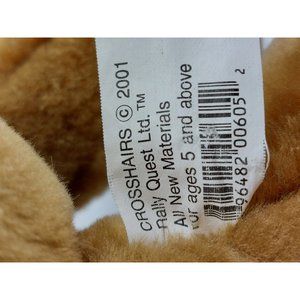 CROSSHAIRS © 2001
Rally Quest Ltd.™
All New Materials
For ages 5 and above
96482 00605 2